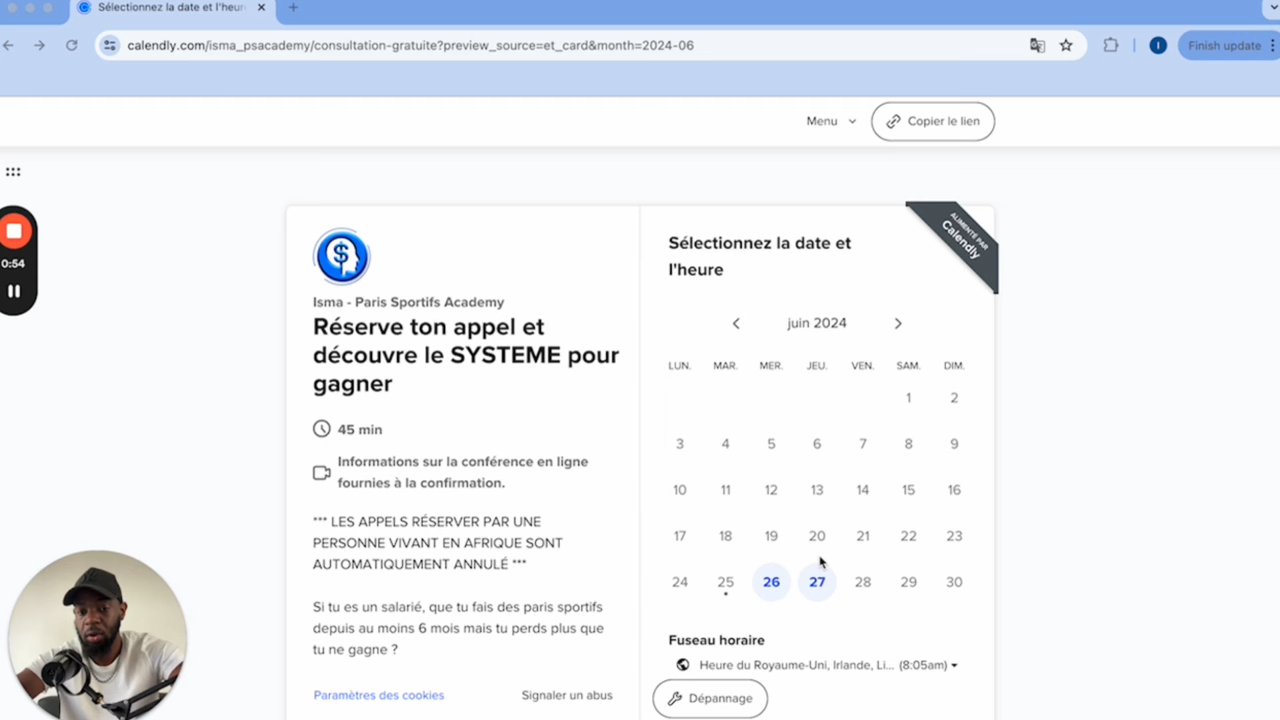 Sélectionnez la date et l'heur
calendly.com/isma_psacademy/consultation-gratuite?preview_source=et_card&month=2024-06
I
Finish update
Menu
Copier le lien
0:54
ALIMENTÉ PAR
Calendly
$
Isma - Paris Sportifs Academy
Réserve ton appel et
découvre le SYSTEME pour
gagner
45 min
Informations sur la conférence en ligne
fournies à la confirmation.
*** LES APPELS RÉSERVER PAR UNE
PERSONNE VIVANT EN AFRIQUE SONT
AUTOMATIQUEMENT ANNULÉ ***
Si tu es un salarié, que tu fais des paris sportifs
depuis au moins 6 mois mais tu perds plus que
tu ne gagne ?
Paramètres des cookies
Signaler un abus
Sélectionnez la date et
l'heure
juin 2024
LUN. MAR. MER. JEU. VEN. SAM. DIM.
1 2
3 4 5 6 7 8 9
10 11 12 13 14 15 16
17 18 19 20 21 22 23
24 25 26 27 28 29 30
Fuseau horaire
Heure du Royaume-Uni, Irlande, Li... (8:05am)
Dépannage